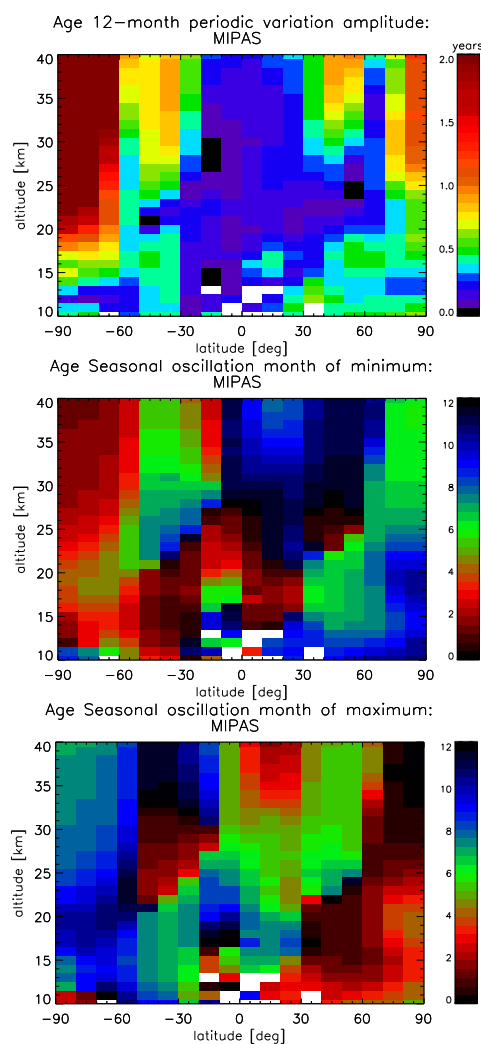 Age 12-month periodic variation amplitude:
MIPAS
years
40
35
30
25
20
15
10
altitude [km]
2.0
1.5
1.0
0.5
0.0
-90 -60 -30 0 30 60 90
latitude [deg]
Age Seasonal oscillation month of minimum:
MIPAS
40
35
30
25
20
15
10
altitude [km]
12
10
8
6
4
2
0
-90 -60 -30 0 30 60 90
latitude [deg]
Age Seasonal oscillation month of maximum:
MIPAS
40
35
30
25
20
15
10
altitude [km]
12
10
8
6
4
2
0
-90 -60 -30 0 30 60 90
latitude [deg]